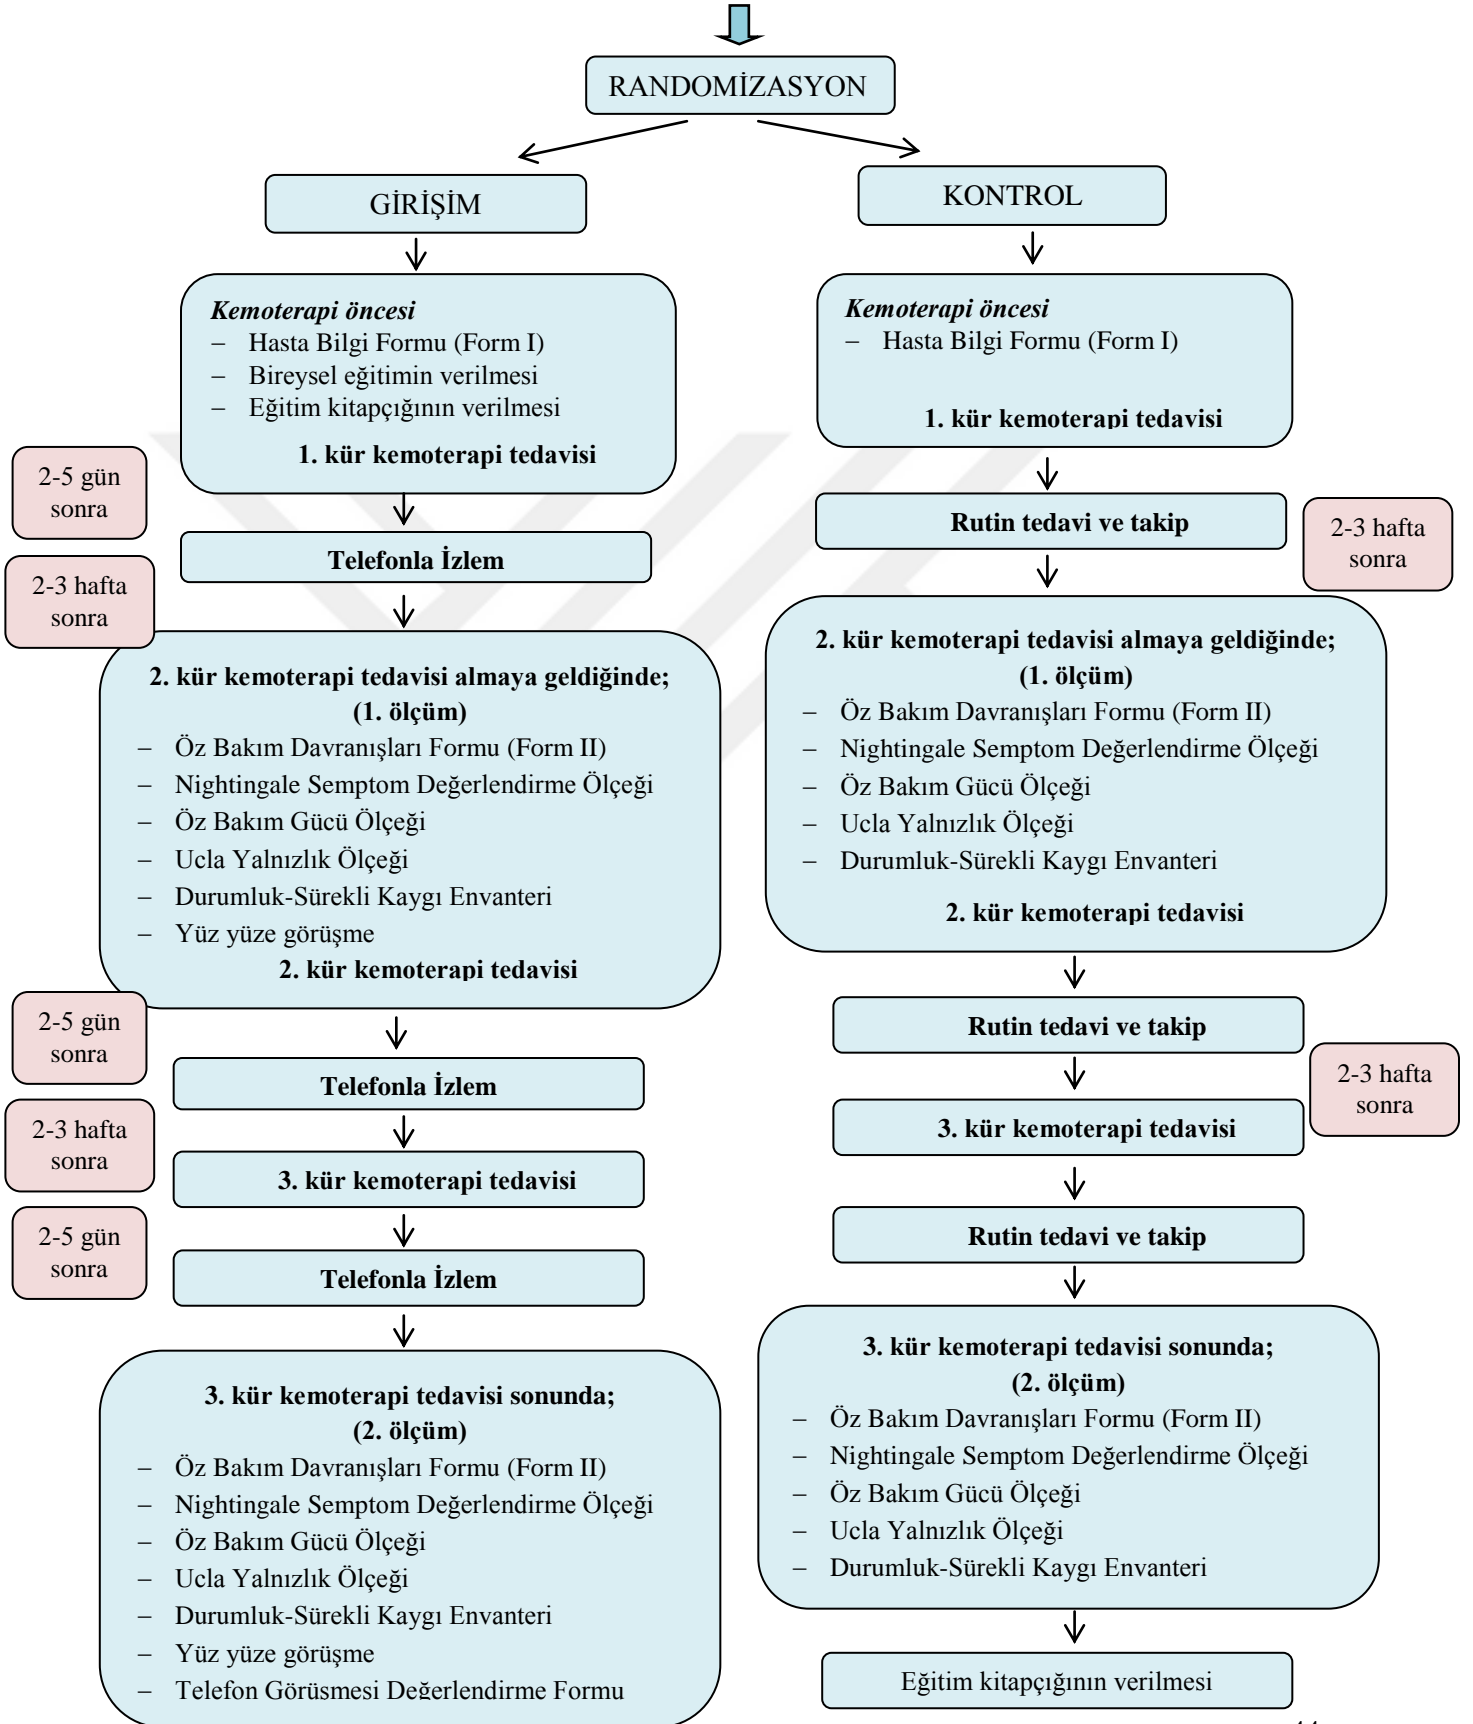 RANDOMİZASYON
GİRİŞİM
Kemoterapi öncesi
– Hasta Bilgi Formu (Form I)
– Bireysel eğitimin verilmesi
– Eğitim kitapçığının verilmesi
1. kür kemoterapi tedavisi
2-5 gün
sonra
Telefonla İzlem
2-3 hafta
sonra
2. kür kemoterapi tedavisi almaya geldiğinde;
(1. ölçüm)
– Öz Bakım Davranışları Formu (Form II)
– Nightingale Semptom Değerlendirme Ölçeği
– Öz Bakım Gücü Ölçeği
– Ucla Yalnızlık Ölçeği
– Durumluk-Sürekli Kaygı Envanteri
– Yüz yüze görüşme
2. kür kemoterapi tedavisi
2-5 gün
sonra
Telefonla İzlem
2-3 hafta
sonra
3. kür kemoterapi tedavisi
2-5 gün
sonra
Telefonla İzlem
3. kür kemoterapi tedavisi sonunda;
(2. ölçüm)
– Öz Bakım Davranışları Formu (Form II)
– Nightingale Semptom Değerlendirme Ölçeği
– Öz Bakım Gücü Ölçeği
– Ucla Yalnızlık Ölçeği
– Durumluk-Sürekli Kaygı Envanteri
– Yüz yüze görüşme
– Telefon Görüşmesi Değerlendirme Formu
KONTROL
Kemoterapi öncesi
– Hasta Bilgi Formu (Form I)
1. kür kemoterapi tedavisi
Rutin tedavi ve takip
2-3 hafta
sonra
2. kür kemoterapi tedavisi almaya geldiğinde;
(1. ölçüm)
– Öz Bakım Davranışları Formu (Form II)
– Nightingale Semptom Değerlendirme Ölçeği
– Öz Bakım Gücü Ölçeği
– Ucla Yalnızlık Ölçeği
– Durumluk-Sürekli Kaygı Envanteri
2. kür kemoterapi tedavisi
Rutin tedavi ve takip
2-3 hafta
sonra
3. kür kemoterapi tedavisi
Rutin tedavi ve takip
3. kür kemoterapi tedavisi sonunda;
(2. ölçüm)
– Öz Bakım Davranışları Formu (Form II)
– Nightingale Semptom Değerlendirme Ölçeği
– Öz Bakım Gücü Ölçeği
– Ucla Yalnızlık Ölçeği
– Durumluk-Sürekli Kaygı Envanteri
Eğitim kitapçığının verilmesi